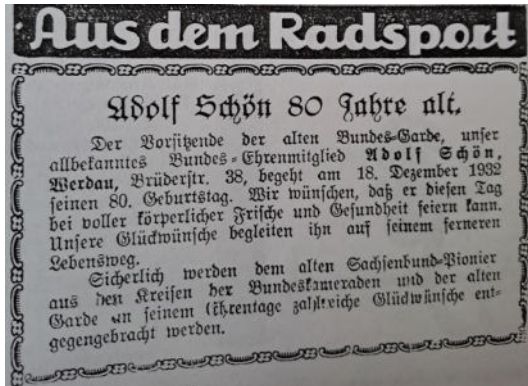 Aus dem Radsport
Adolf Schön 80 Jahre alt.
Der Vorsitzende der alten Bundes-Garde, unser
allbekanntes Bundes-Ehrenmitglied Adolf Schön,
Werdau, Brüderstr. 38, begeht am 18. Dezember 1932
seinen 80. Geburtstag. Wir wünschen, daß er diesen Tag
bei voller körperlicher Frische und Gesundheit feiern kann.
Unsere Glückwünsche begleiten ihn auf seinem ferneren
Lebensweg.
Sicherlich werden dem alten Sachsenbund-Pionier
aus den Kreisen der Bundeskameraden und der alten
Garde an seinem Ehrentage zahlreiche Glückwünsche ent-
gegengebracht werden.